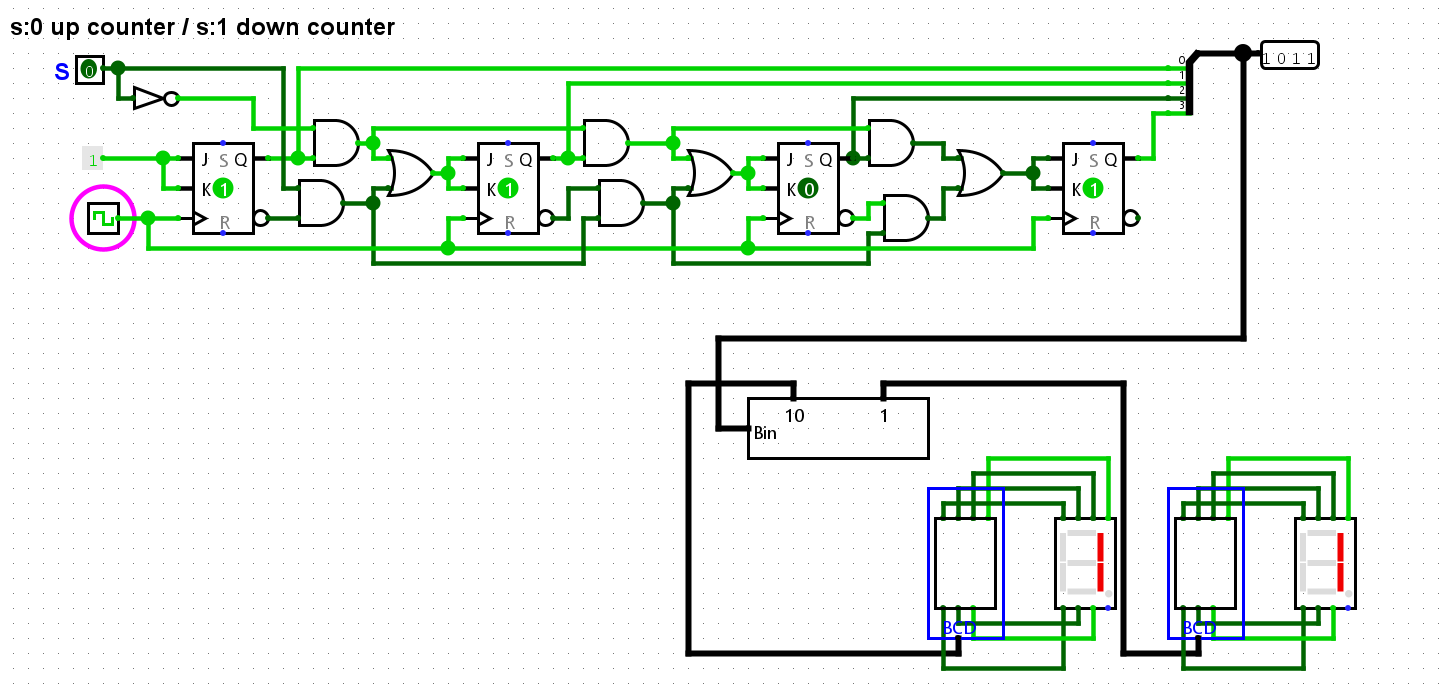 s:0 up counter / s:1 down counter
S 0
0
1
2
3
1 0 1 1
1
J S Q
K 1
R
J S Q
K 1
R
J S Q
K 0
R
J S Q
K 1
R
10 1
Bin
BCD
BCD